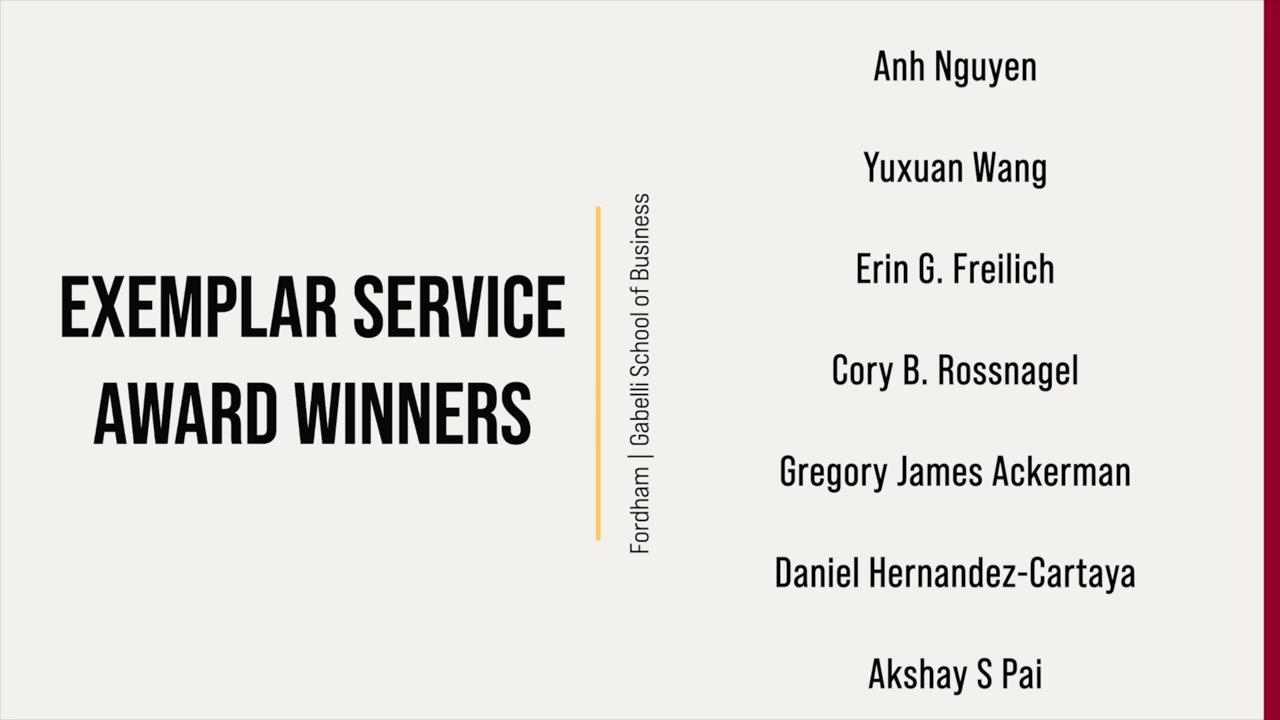 EXEMPLAR SERVICE
AWARD WINNERS
Fordham | Gabelli School of Business
Anh Nguyen
Yuxuan Wang
Erin G. Freilich
Cory B. Rossnagel
Gregory James Ackerman
Daniel Hernandez-Cartaya
Akshay S Pai